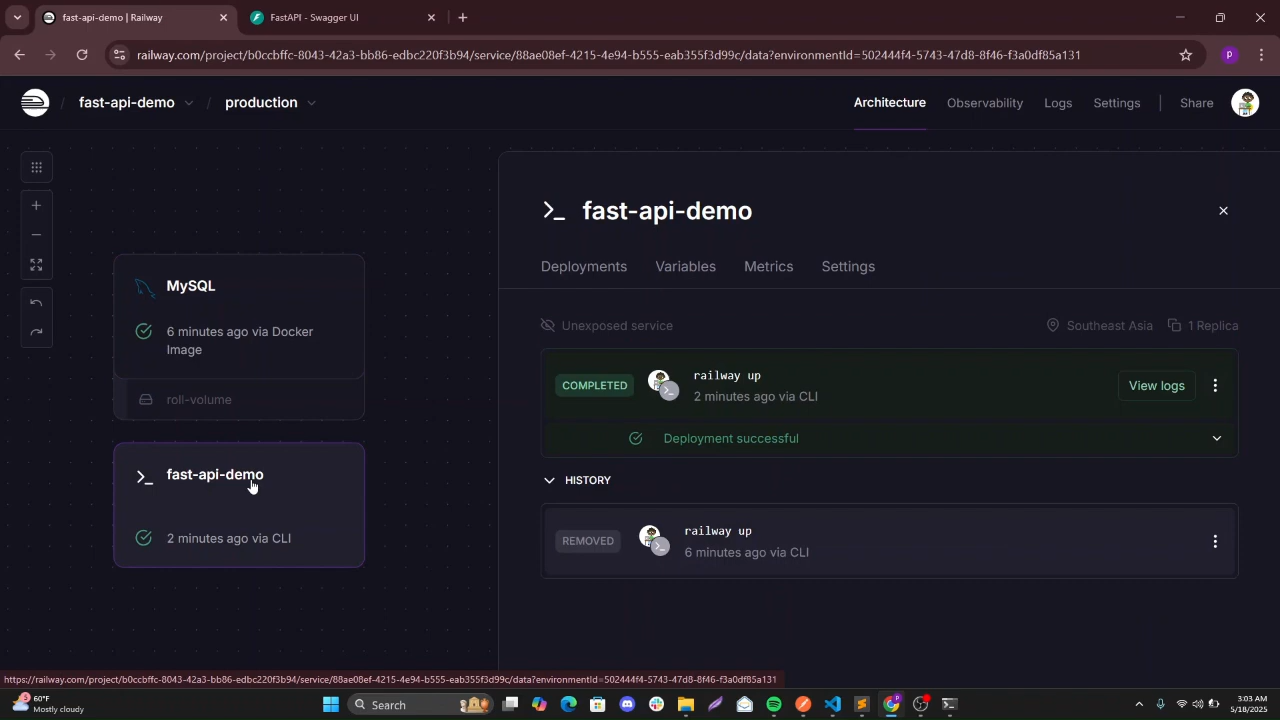 fast-api-demo | Railway
FastAPI - Swagger UI
railway.com/project/b0ccbffc-8043-42a3-bb86-edbc220f3b94/service/88ae08ef-4215-4e94-b555-eab355f3d99c/data?environmentId=502444f4-5743-47d8-8f46-f3a0df85a131
P
/ fast-api-demo / production
Architecture Observability Logs Settings | Share
fast-api-demo
Deployments Variables Metrics Settings
MySQL
6 minutes ago via Docker
Image
roll-volume
fast-api-demo
2 minutes ago via CLI
Unexposed service Southeast Asia 1 Replica
COMPLETED railway up
2 minutes ago via CLI
View logs
Deployment successful
HISTORY
REMOVED railway up
6 minutes ago via CLI
https://railway.com/project/b0ccbffc-8043-42a3-bb86-edbc220f3b94/service/88ae08ef-4215-4e94-b555-eab355f3d99c/data?environmentId=502444f4-5743-47d8-8f46-f3a0df85a131
3 60°F
Mostly cloudy
Search
3:03 AM
5/18/2025